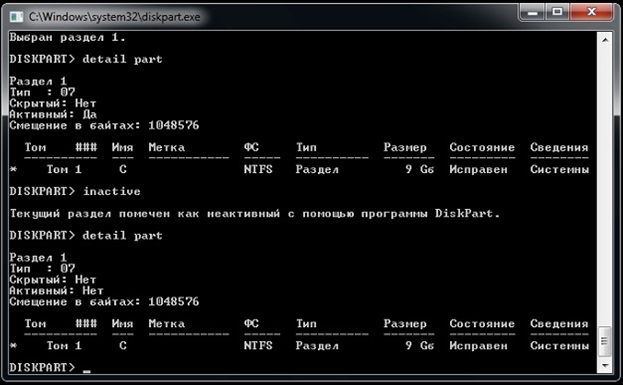 C:\Windows\system32\diskpart.exe
Выбран раздел 1.
DISKPART> detail part
Раздел 1
Тип : 07
Скрытый: Нет
Активный: Да
Смещение в байтах: 1048576
Том ### Имя Метка ФС Тип Размер Состояние Сведения
---------- --- ----------- ----- ---------- ------- --------- --------
* Том 1 C NTFS Раздел 9 Gб Исправен Системны
DISKPART> inactive
Текущий раздел помечен как неактивный с помощью программы DiskPart.
DISKPART> detail part
Раздел 1
Тип : 07
Скрытый: Нет
Активный: Нет
Смещение в байтах: 1048576
Том ### Имя Метка ФС Тип Размер Состояние Сведения
---------- --- ----------- ----- ---------- ------- --------- --------
* Том 1 C NTFS Раздел 9 Gб Исправен Системны
DISKPART> _